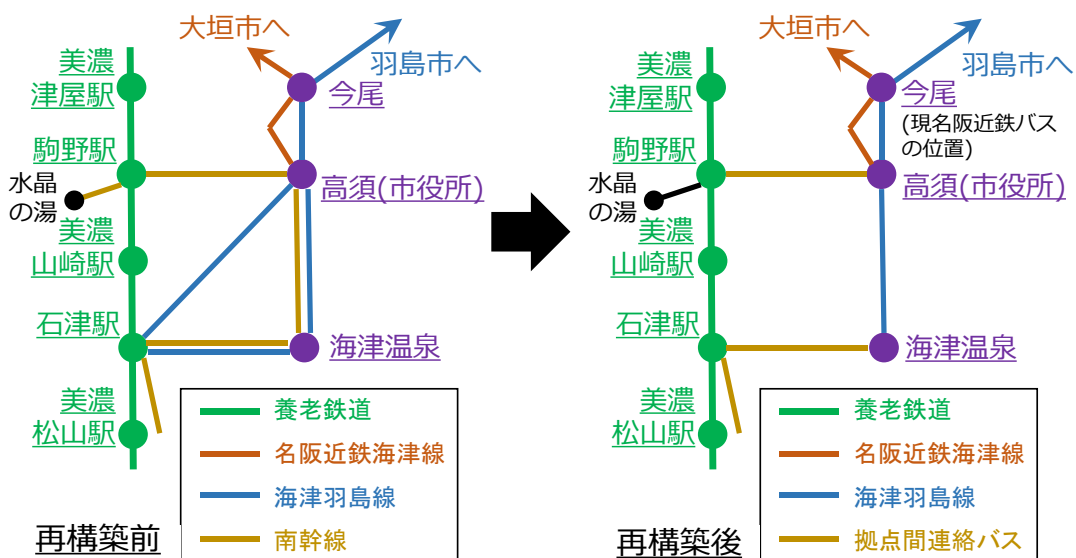 大垣市へ
羽島市へ
美濃
津屋駅
今尾
駒野駅
水晶
の湯
高須(市役所)
美濃
山崎駅
石津駅
海津温泉
美濃
松山駅
養老鉄道
名阪近鉄海津線
海津羽島線
南幹線
再構築前
大垣市へ
羽島市へ
美濃
津屋駅
今尾
(現名阪近鉄バス
の位置)
駒野駅
水晶
の湯
高須(市役所)
美濃
山崎駅
石津駅
海津温泉
美濃
松山駅
養老鉄道
名阪近鉄海津線
海津羽島線
拠点間連絡バス
再構築後